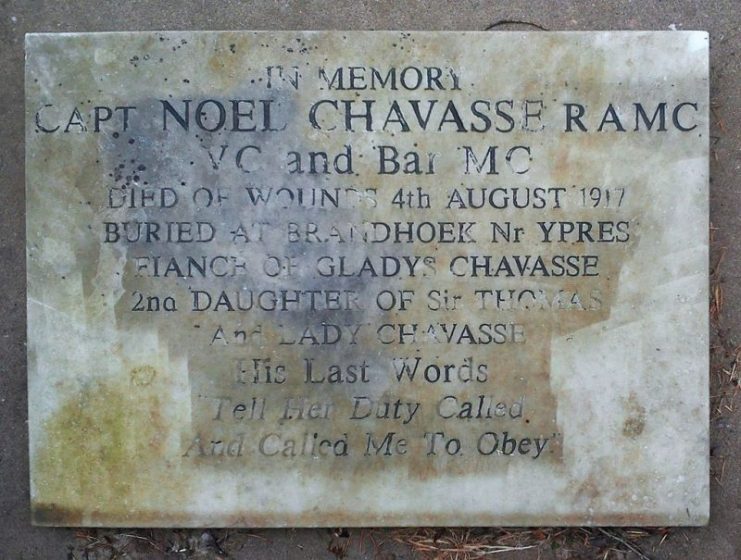 IN MEMORY
CAPT NOEL CHAVASSE RAMC
VC and Bar MC
DIED OF WOUNDS 4th AUGUST 1917
BURIED AT BRANDHOEK Nr YPRES
FIANCE OF GLADYS CHAVASSE
2nd DAUGHTER OF Sir THOMAS
And LADY CHAVASSE
His Last Words
"Tell Her Duty Called
And Called Me To Obey."